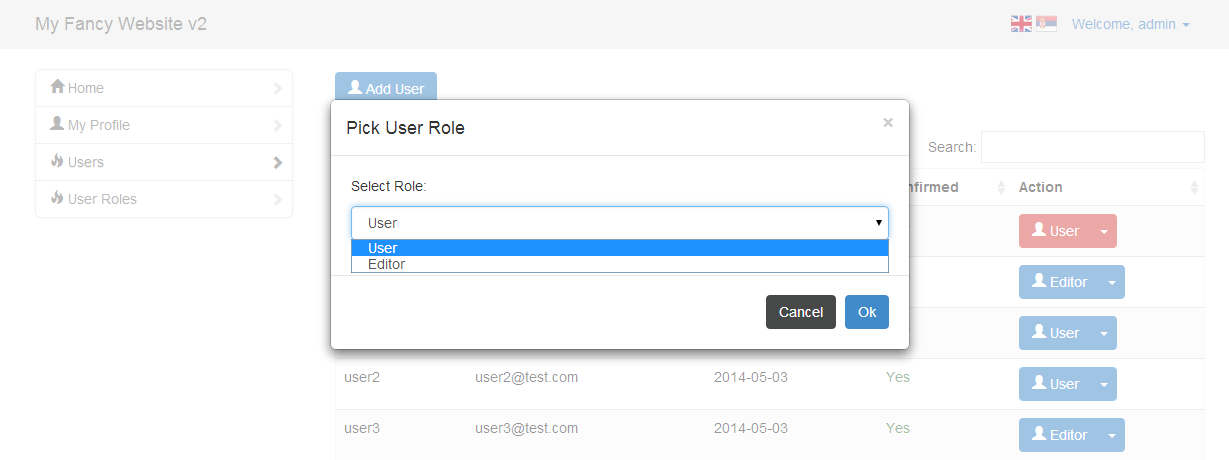 My Fancy Website v2
Welcome, admin
Home
My Profile
Users
User Roles
Add User
Pick User Role
×
Select Role:
User
User
Editor
Cancel
Ok
Search:
Action
User
Editor
User
user2 user2@test.com 2014-05-03 Yes User
user3 user3@test.com 2014-05-03 Yes Editor